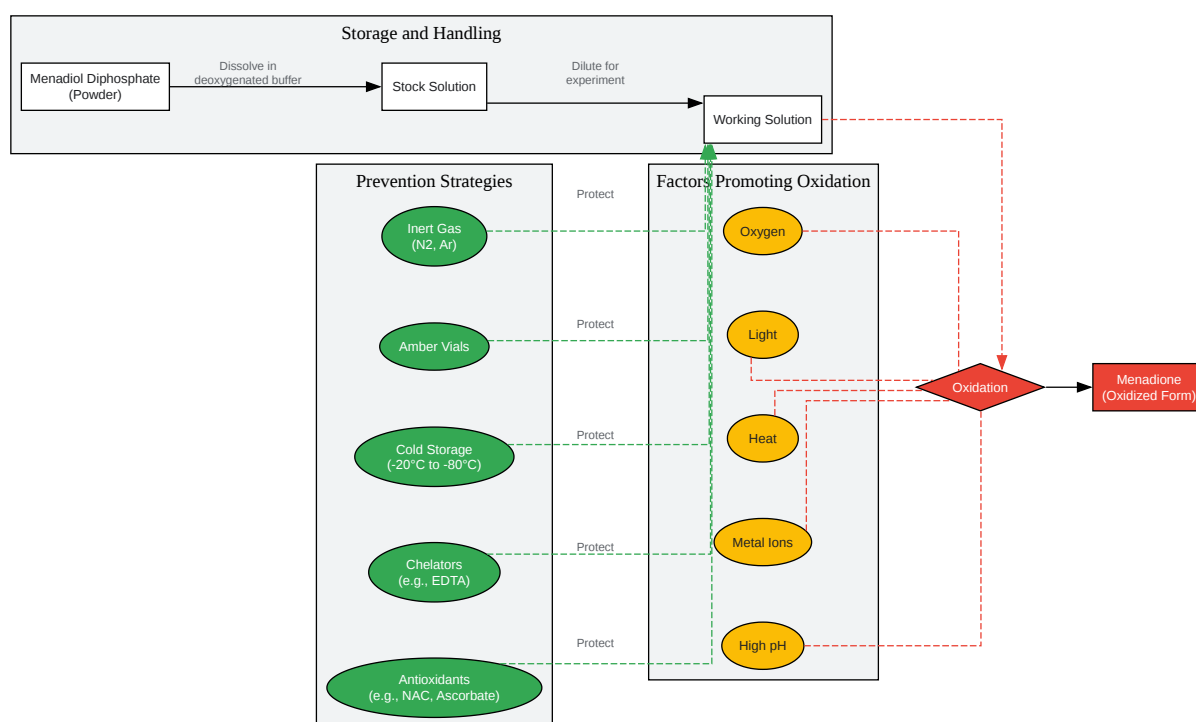 Storage and Handling
Menadiol Diphosphate
(Powder)
Dissolve in
deoxygenated buffer
Stock Solution
Dilute for
experiment
Working Solution
Prevention Strategies
Inert Gas
(N2, Ar)
Protect
Amber Vials
Protect
Cold Storage
(-20°C to -80°C)
Protect
Chelators
(e.g., EDTA)
Protect
Antioxidants
(e.g., NAC, Ascorbate)
Protect
Factors Promoting Oxidation
Oxygen
Light
Heat
Metal Ions
High pH
Oxidation
Menadione
(Oxidized Form)